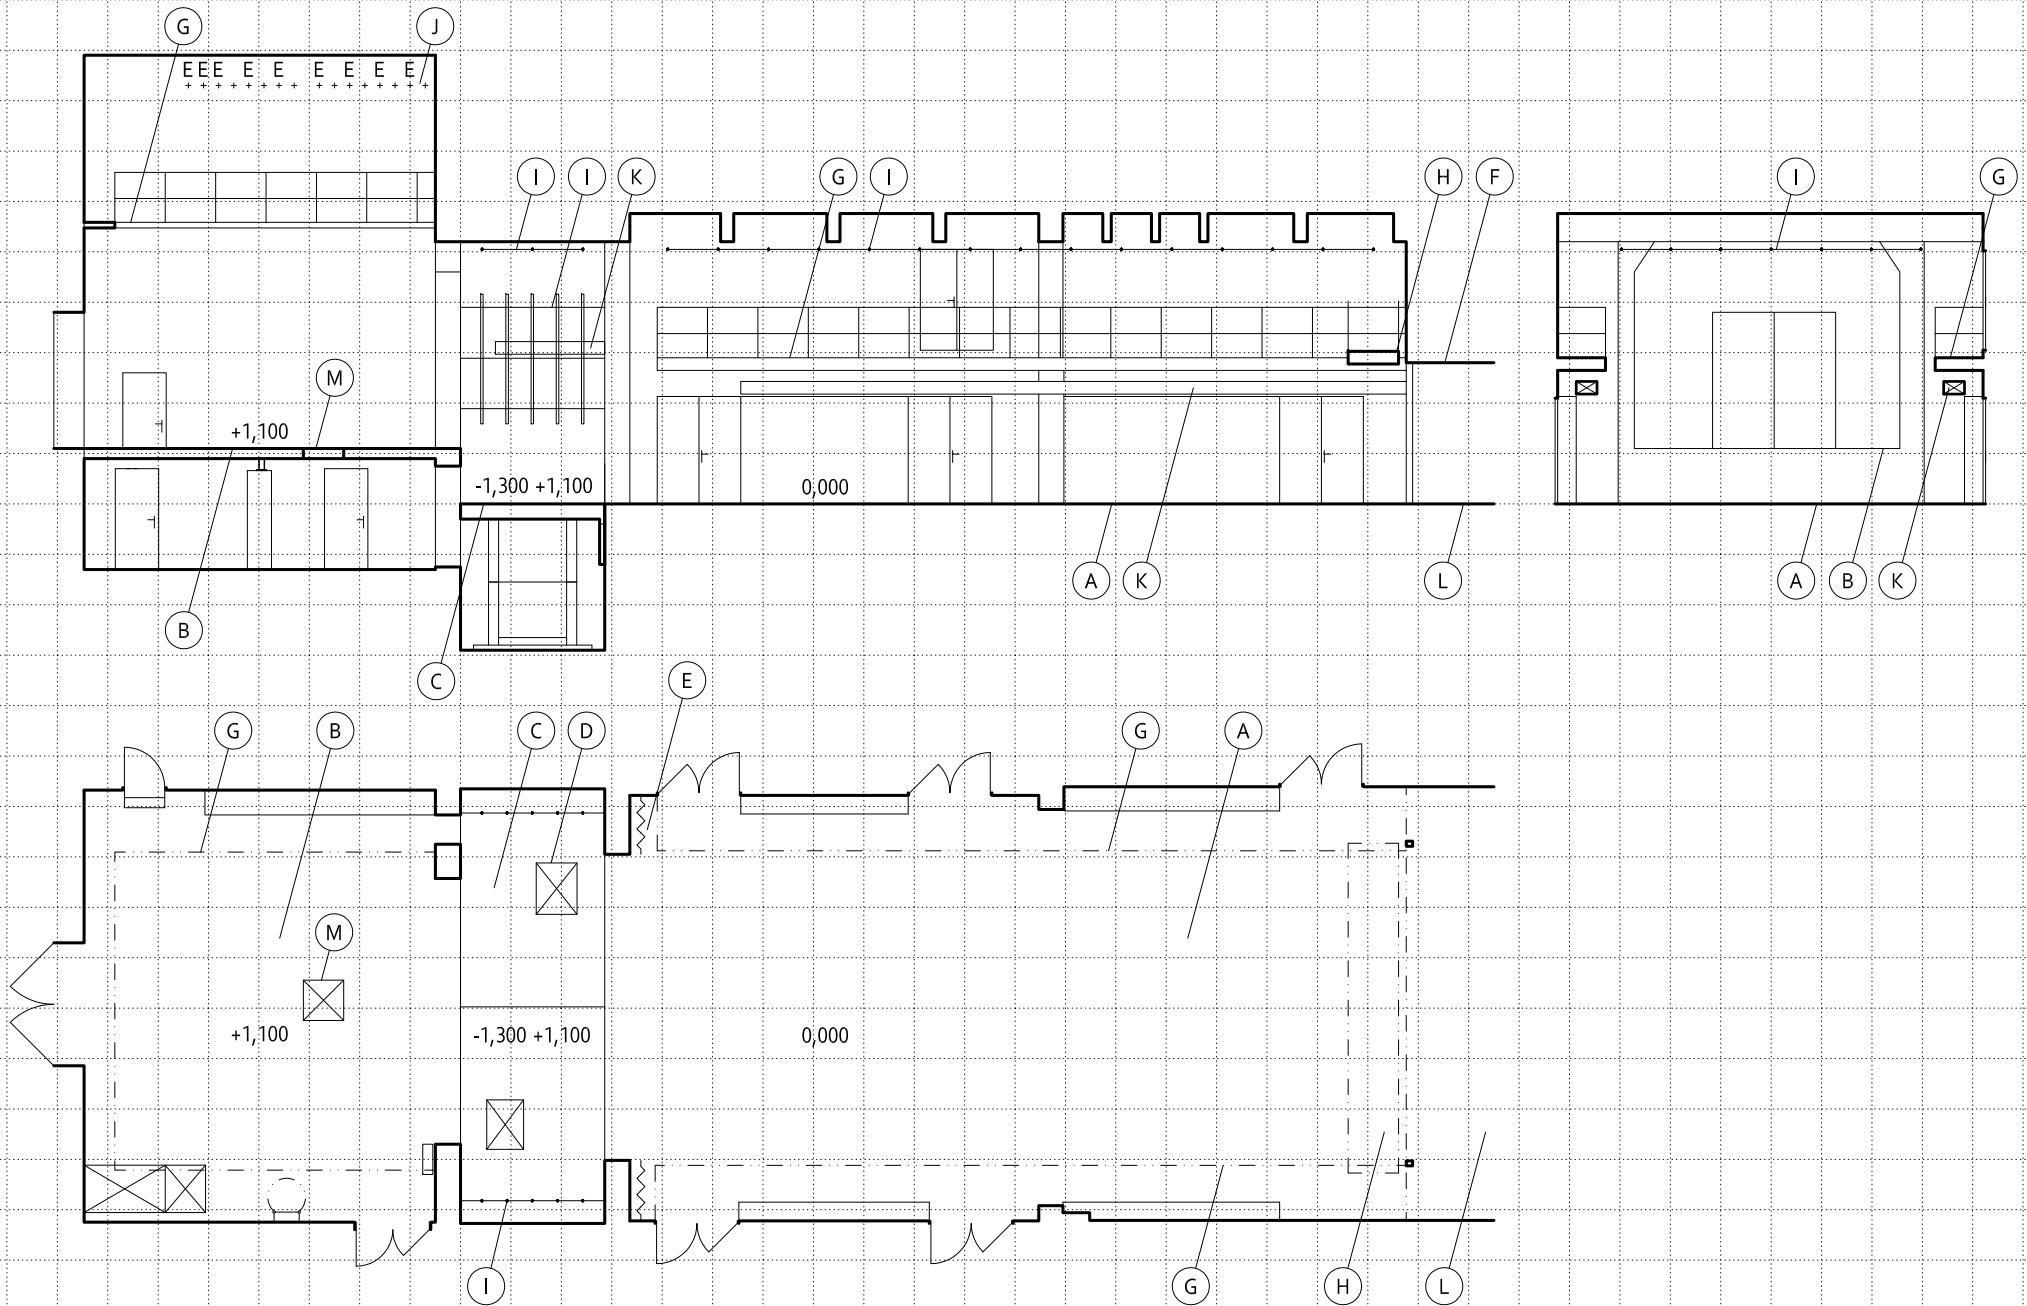 G J
E E E E E E E E E
I I K G I H F I G
M
+1,100
-1,300 +1,100 0,000
A K L A B K
B
C E
G B C D G A
M
+1,100 -1,300 +1,100 0,000
I G H L